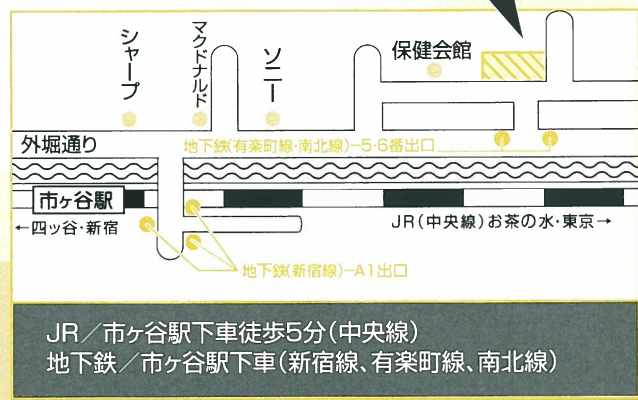 シャープ
マクドナルド
ソニー
保健会館
外堀通り
地下鉄(有楽町線・南北線)−5・6番出口
市ヶ谷駅
←四ッ谷・新宿
JR(中央線)お茶の水・東京→
地下鉄(新宿線)−A1出口
JR／市ヶ谷駅下車徒歩5分(中央線)
地下鉄／市ヶ谷駅下車(新宿線、有楽町線、南北線)